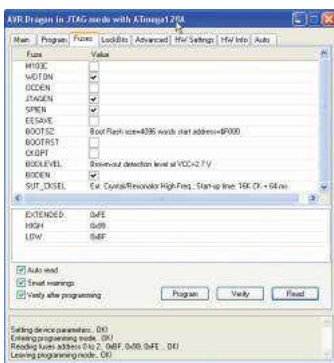 AVR Dragon in JTAG mode with ATmega128A
Main Program Fuses LockBits Advanced HW Settings HW Info Auto
Fuse Value
M103C
WDTON
OCDEN
JTAGEN
SPIEN
EESAVE
BOOTSZ Boot Flash size=4096 words start address=$F000
BOOTRST
CKOPT
BODLEVEL Brown-out detection level at VCC=2.7 V
BODEN
SUT_CKSEL Ext. Crystal/Resonator High Freq.; Start-up time: 16K CK + 64 ms
EXTENDED 0xFE
HIGH 0x99
LOW 0xBF
Auto read
Smart warnings
Verify after programming
Program Verify Read
Setting device parameters.. OK!
Entering programming mode.. OK!
Reading fuses address 0 to 2.. 0xBF, 0x99, 0xFE .. OK!
Leaving programming mode.. OK!